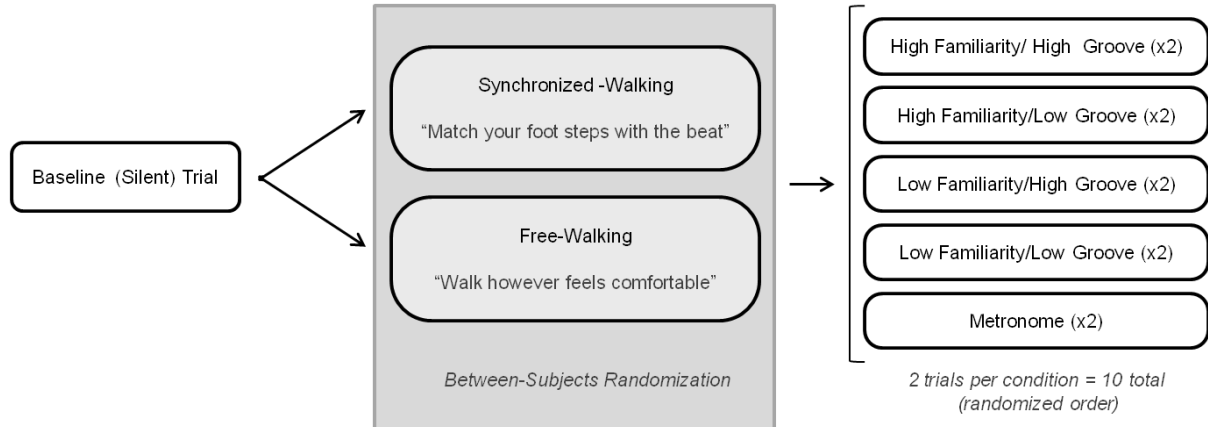 Baseline (Silent) Trial
Synchronized -Walking
“Match your foot steps with the beat”
Free-Walking
“Walk however feels comfortable”
Between-Subjects Randomization
High Familiarity/ High Groove (x2)
High Familiarity/Low Groove (x2)
Low Familiarity/High Groove (x2)
Low Familiarity/Low Groove (x2)
Metronome (x2)
2 trials per condition = 10 total
(randomized order)